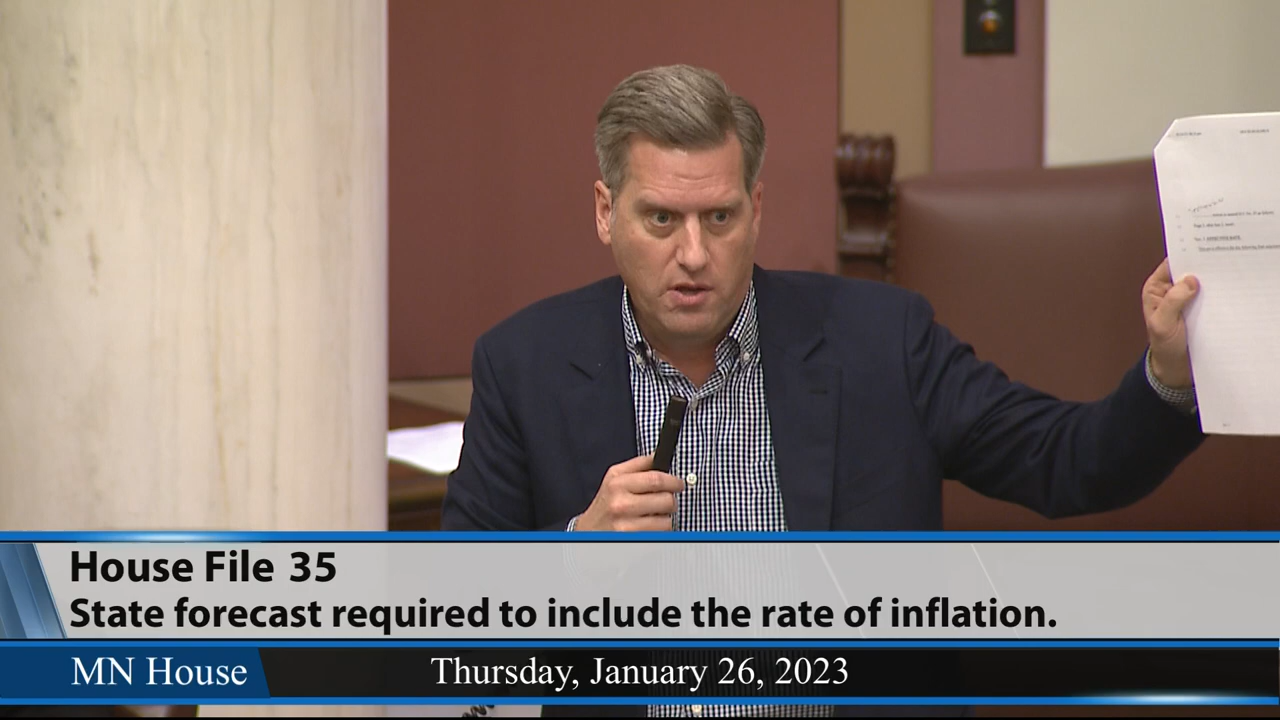 House File 35
State forecast required to include the rate of inflation.
MN House
Thursday, January 26, 2023